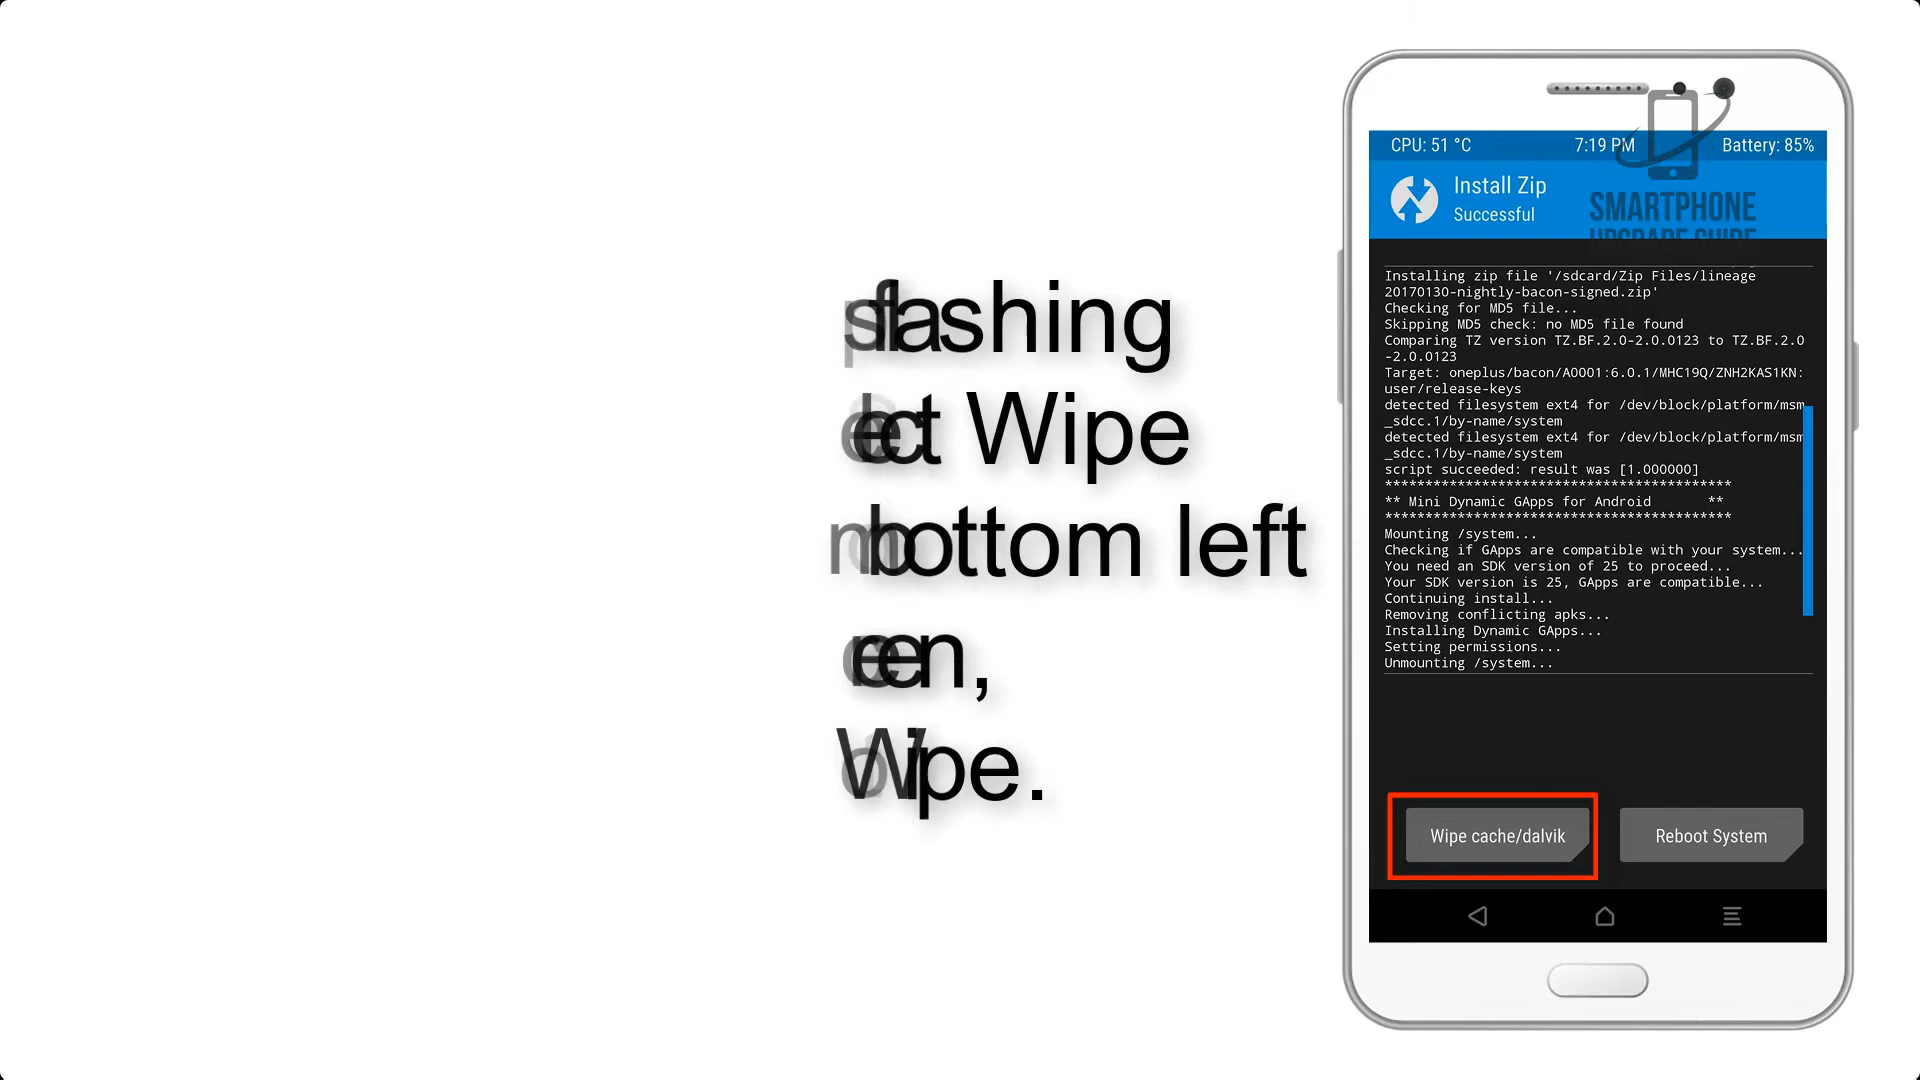 flashing
lect Wipe
bottom left
reen,
Wipe.
CPU: 51 °C 7:19 PM Battery: 85%
Install Zip
Successful
SMARTPHONE
UPGRADE GUIDE
Installing zip file '/sdcard/Zip Files/lineage
20170130-nightly-bacon-signed.zip'
Checking for MD5 file...
Skipping MD5 check: no MD5 file found
Comparing TZ version TZ.BF.2.0-2.0.0123 to TZ.BF.2.0
-2.0.0123
Target: oneplus/bacon/A0001:6.0.1/MHC19Q/ZNH2KAS1KN:
user/release-keys
detected filesystem ext4 for /dev/block/platform/msm
_sdcc.1/by-name/system
detected filesystem ext4 for /dev/block/platform/msm
_sdcc.1/by-name/system
script succeeded: result was [1.000000]
*******************************************
** Mini Dynamic GApps for Android **
*******************************************
Mounting /system...
Checking if GApps are compatible with your system...
You need an SDK version of 25 to proceed...
Your SDK version is 25, GApps are compatible...
Continuing install...
Removing conflicting apks...
Installing Dynamic GApps...
Setting permissions...
Unmounting /system...
Wipe cache/dalvik
Reboot System